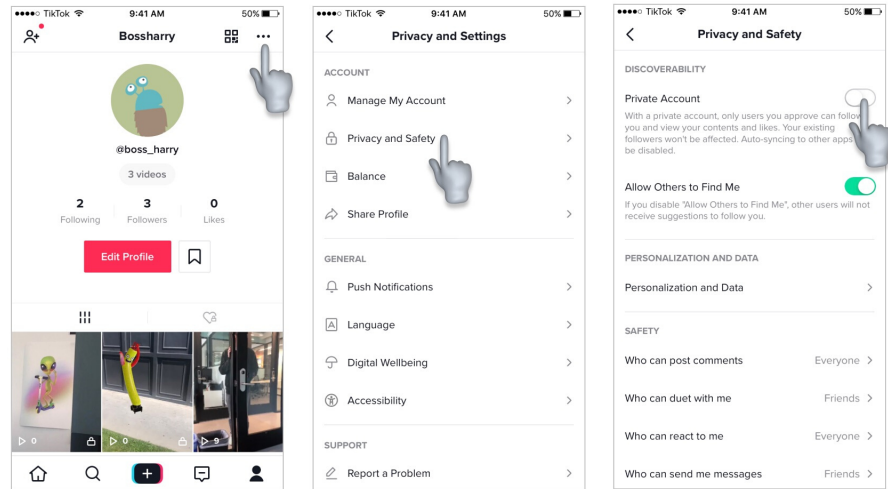 TikTok 9:41 AM 50%
Bossharry
@boss_harry
3 videos
2 3 0
Following Followers Likes
Edit Profile
0 0 9
TikTok 9:41 AM 50%
Privacy and Settings
ACCOUNT
Manage My Account
Privacy and Safety
Balance
Share Profile
GENERAL
Push Notifications
A Language
Digital Wellbeing
Accessibility
SUPPORT
Report a Problem
TikTok 9:41 AM 50%
Privacy and Safety
DISCOVERABILITY
Private Account
With a private account, only users you approve can follow
you and view your contents and likes. Your existing
followers won't be affected. Auto-syncing to other apps
be disabled.
Allow Others to Find Me
If you disable "Allow Others to Find Me", other users will not
receive suggestions to follow you.
PERSONALIZATION AND DATA
Personalization and Data
SAFETY
Who can post comments Everyone
Who can duet with me Friends
Who can react to me Everyone
Who can send me messages Friends